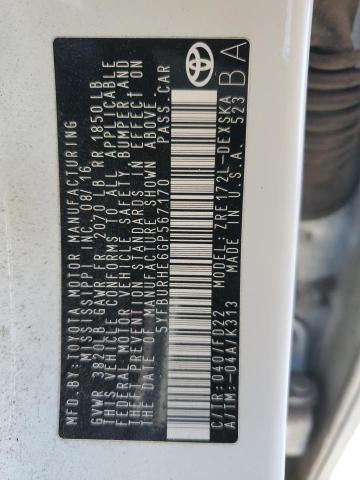 MFD.BY:TOYOTA MOTOR MANUFACTURING
MISSISSIPPI INC.08/16
GVWR 3820LB GAWR FR 2070LB RR 1850LB
THIS VEHICLE CONFORMS TO ALL APPLICABLE
FEDERAL MOTOR VEHICLE SAFETY, BUMPER AND
THEFT PREVENTION STANDARDS IN EFFECT ON
THE DATE OF MANUFACTURE SHOWN ABOVE.
5YFBURHE6GP567170 PASS.CAR
C/TR:040/FD22 ZRE172L-DEXSKA
A/TM:-04A/K313 MADE IN U.S.A. 523
BA
TOYOTA